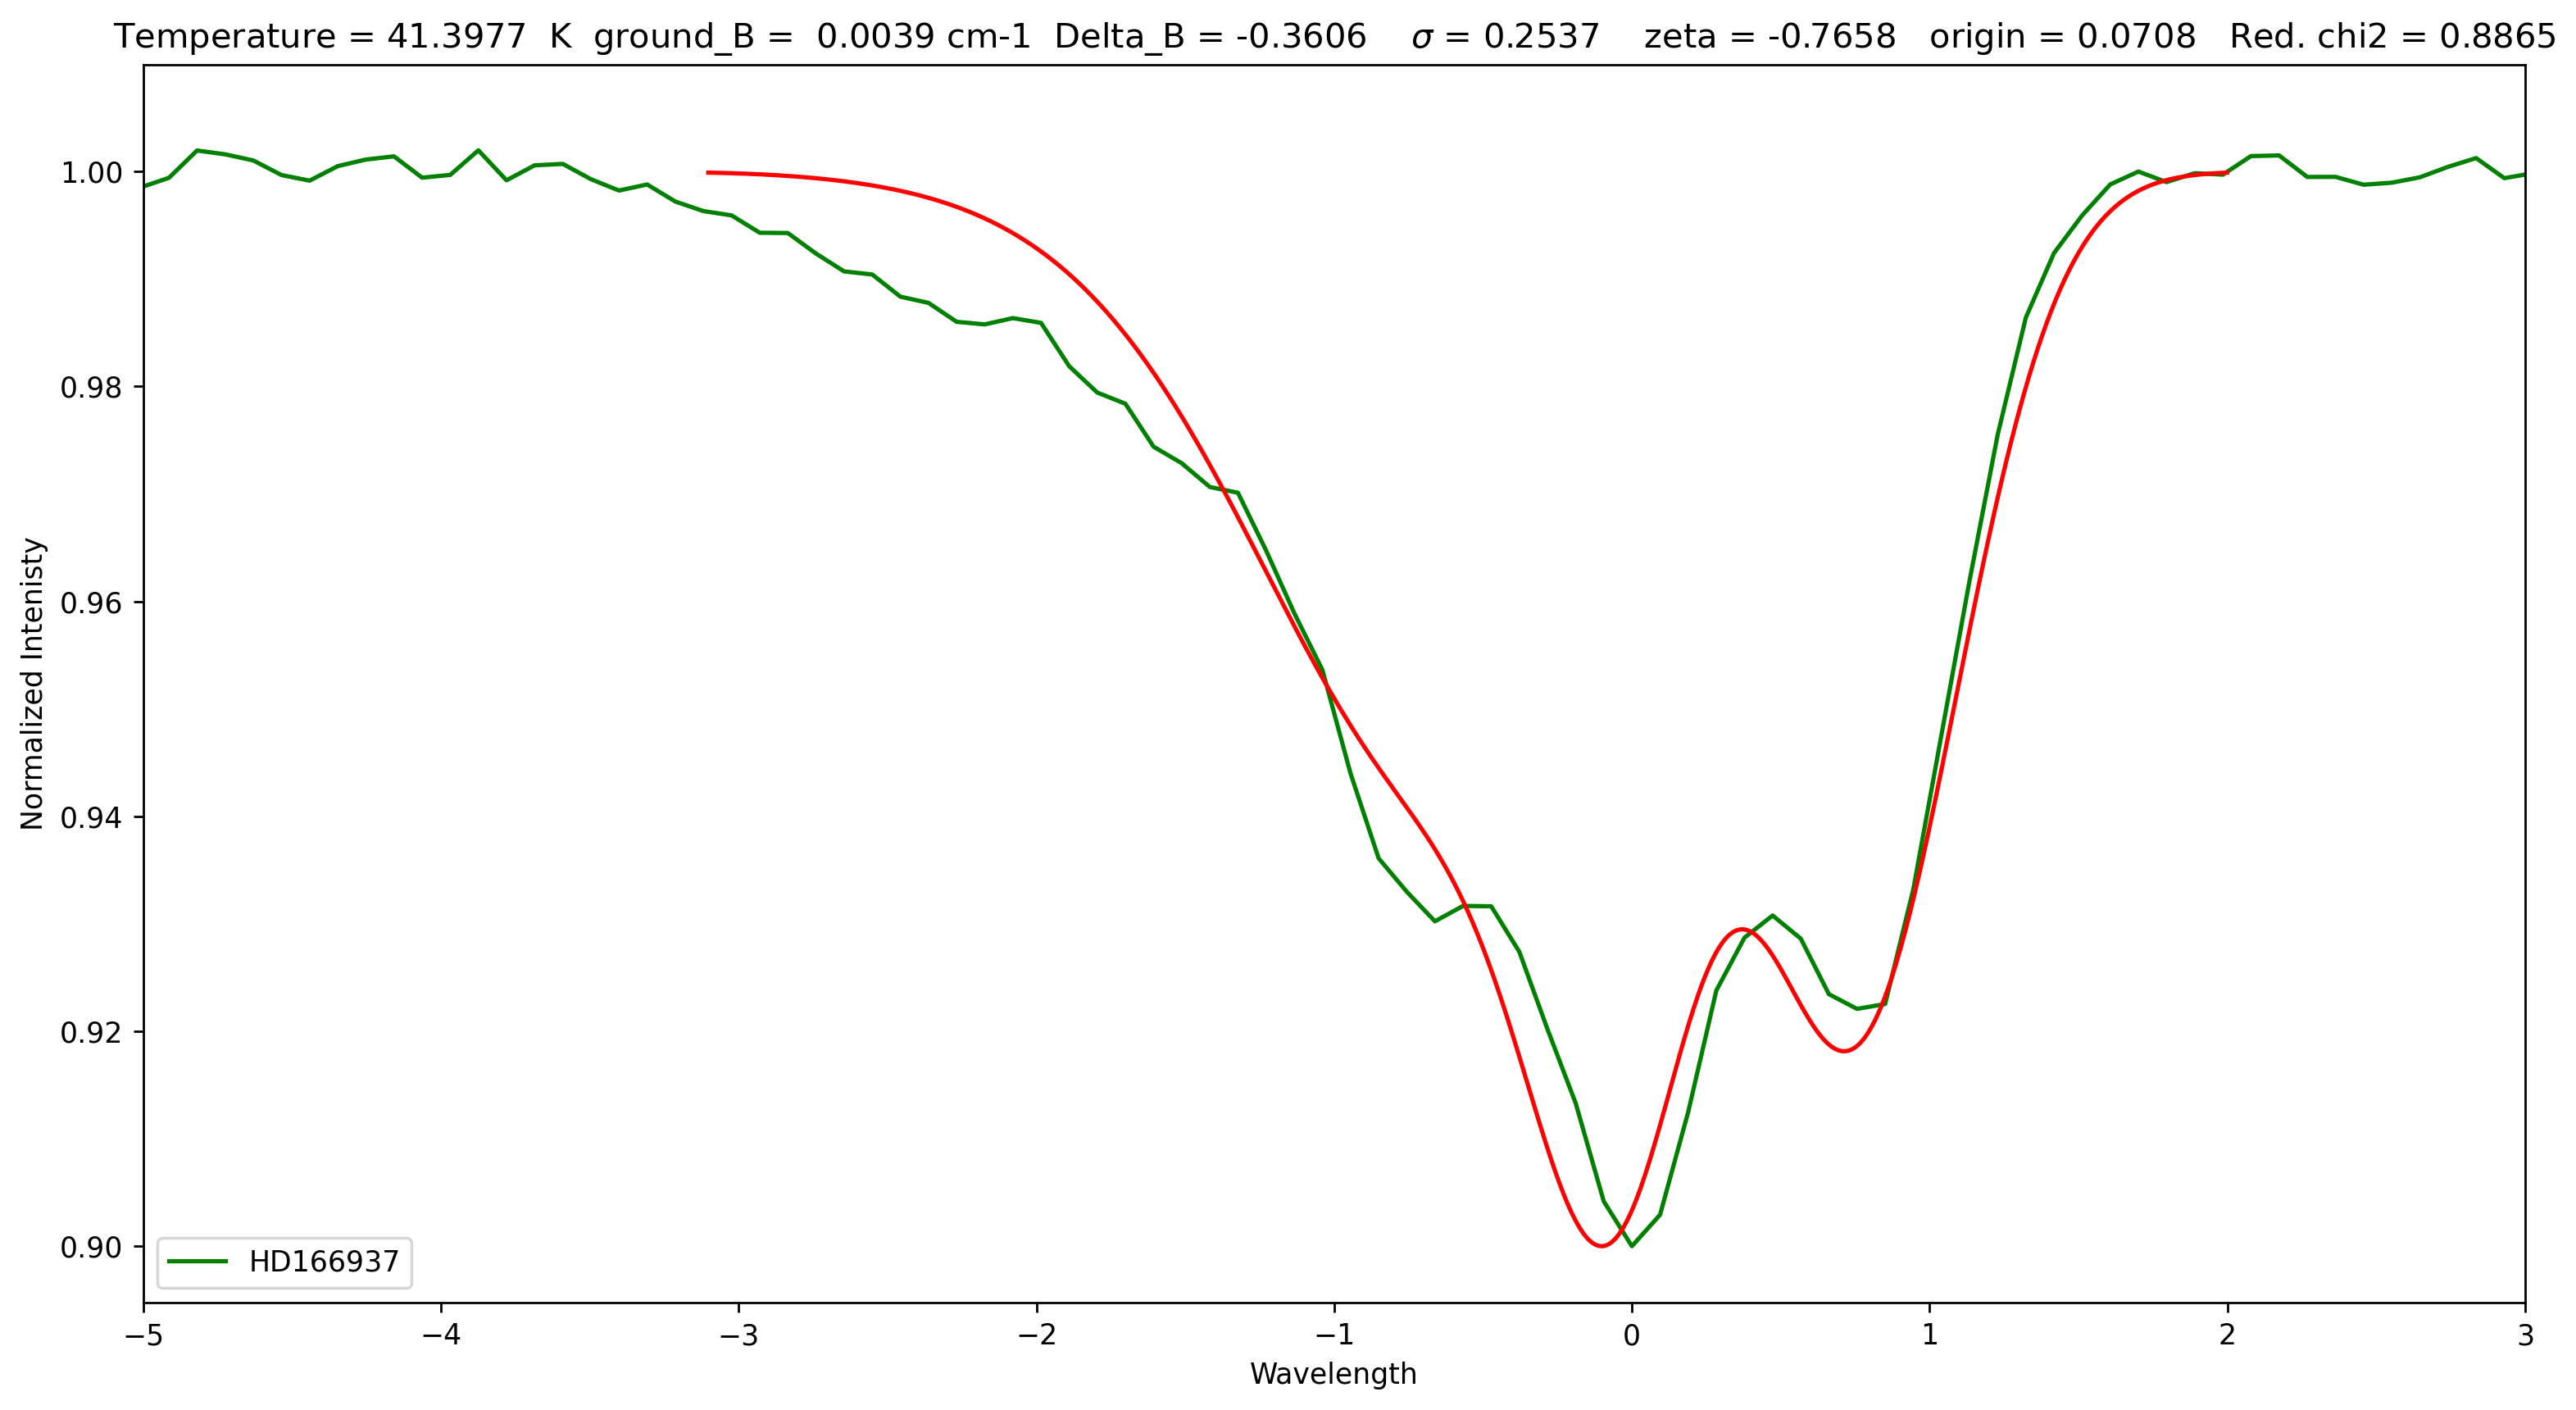 Temperature = 41.3977 K ground_B = 0.0039 cm-1 Delta_B = -0.3606 σ = 0.2537 zeta = -0.7658 origin = 0.0708 Red. chi2 = 0.8865
1.00
0.98
0.96
0.94
0.92
0.90
Normalized Intenisty
HD166937
−5 −4 −3 −2 −1 0 1 2 3
Wavelength